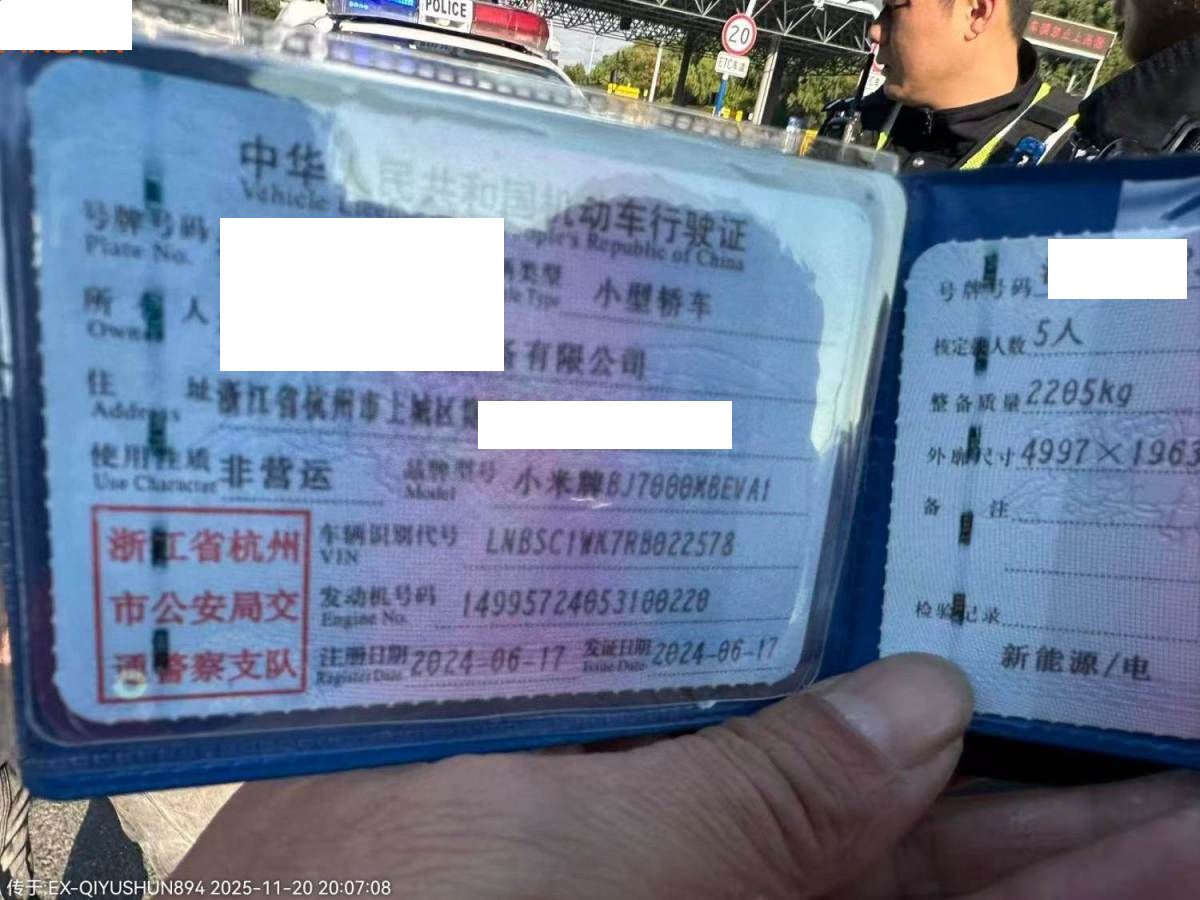 POLICE
20
ETC车道
中华人民共和国机动车行驶证
Vehicle License
People's Republic of China
号牌号码
Plate No.
小型轿车
所有人
Owner
有限公司
住址 浙江省杭州市上城区
Address
使用性质 非营运
Use Character
品牌型号 小米牌BJ7000MBEVA1
Model
浙江省杭州
市公安局交
通警察支队
车辆识别代号 LNBSC1WK7RB022578
VIN
发动机号码 14995724053100220
Engine No.
注册日期 2024-06-17
Register Date
发证日期 2024-06-17
Issue Date
号牌号码
核定载人数 5人
整备质量 2205kg
外廓尺寸 4997×1963
备注
检验记录
新能源/电
传于:EX-QIYUSHUN894 2025-11-20 20:07:08